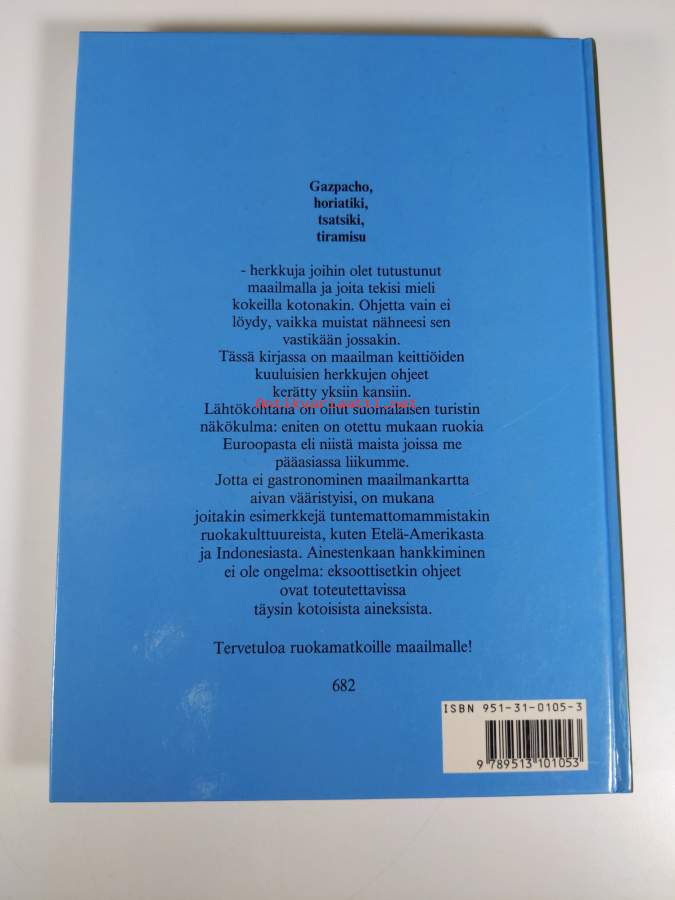 Gazpacho,
horiatiki,
tsatsiki,
tiramisu
- herkkuja joihin olet tutustunut
maailmalla ja joita tekisi mieli
kokeilla kotonakin. Ohjetta vain ei
löydy, vaikka muistat nähneesi sen
vastikään jossakin.
Tässä kirjassa on maailman keittiöiden
kuuluisien herkkujen ohjeet
kerätty yksiin kansiin.
Antikvariaatti.net
Lähtökohtana on ollut suomalaisen turistin
näkökulma: eniten on otettu mukaan ruokia
Euroopasta eli niistä maista joissa me
pääasiassa liikumme.
Jotta ei gastronominen maailmankartta
aivan vääristyisi, on mukana
joitakin esimerkkejä tuntemattomammistakin
ruokakulttuureista, kuten Etelä-Amerikasta
ja Indonesiasta. Ainestenkaan hankkiminen
ei ole ongelma: eksoottisetkin ohjeet
ovat toteutettavissa
täysin kotoisista aineksista.
Tervetuloa ruokamatkoille maailmalle!
682
ISBN 951-31-0105-3
9 789513 101053